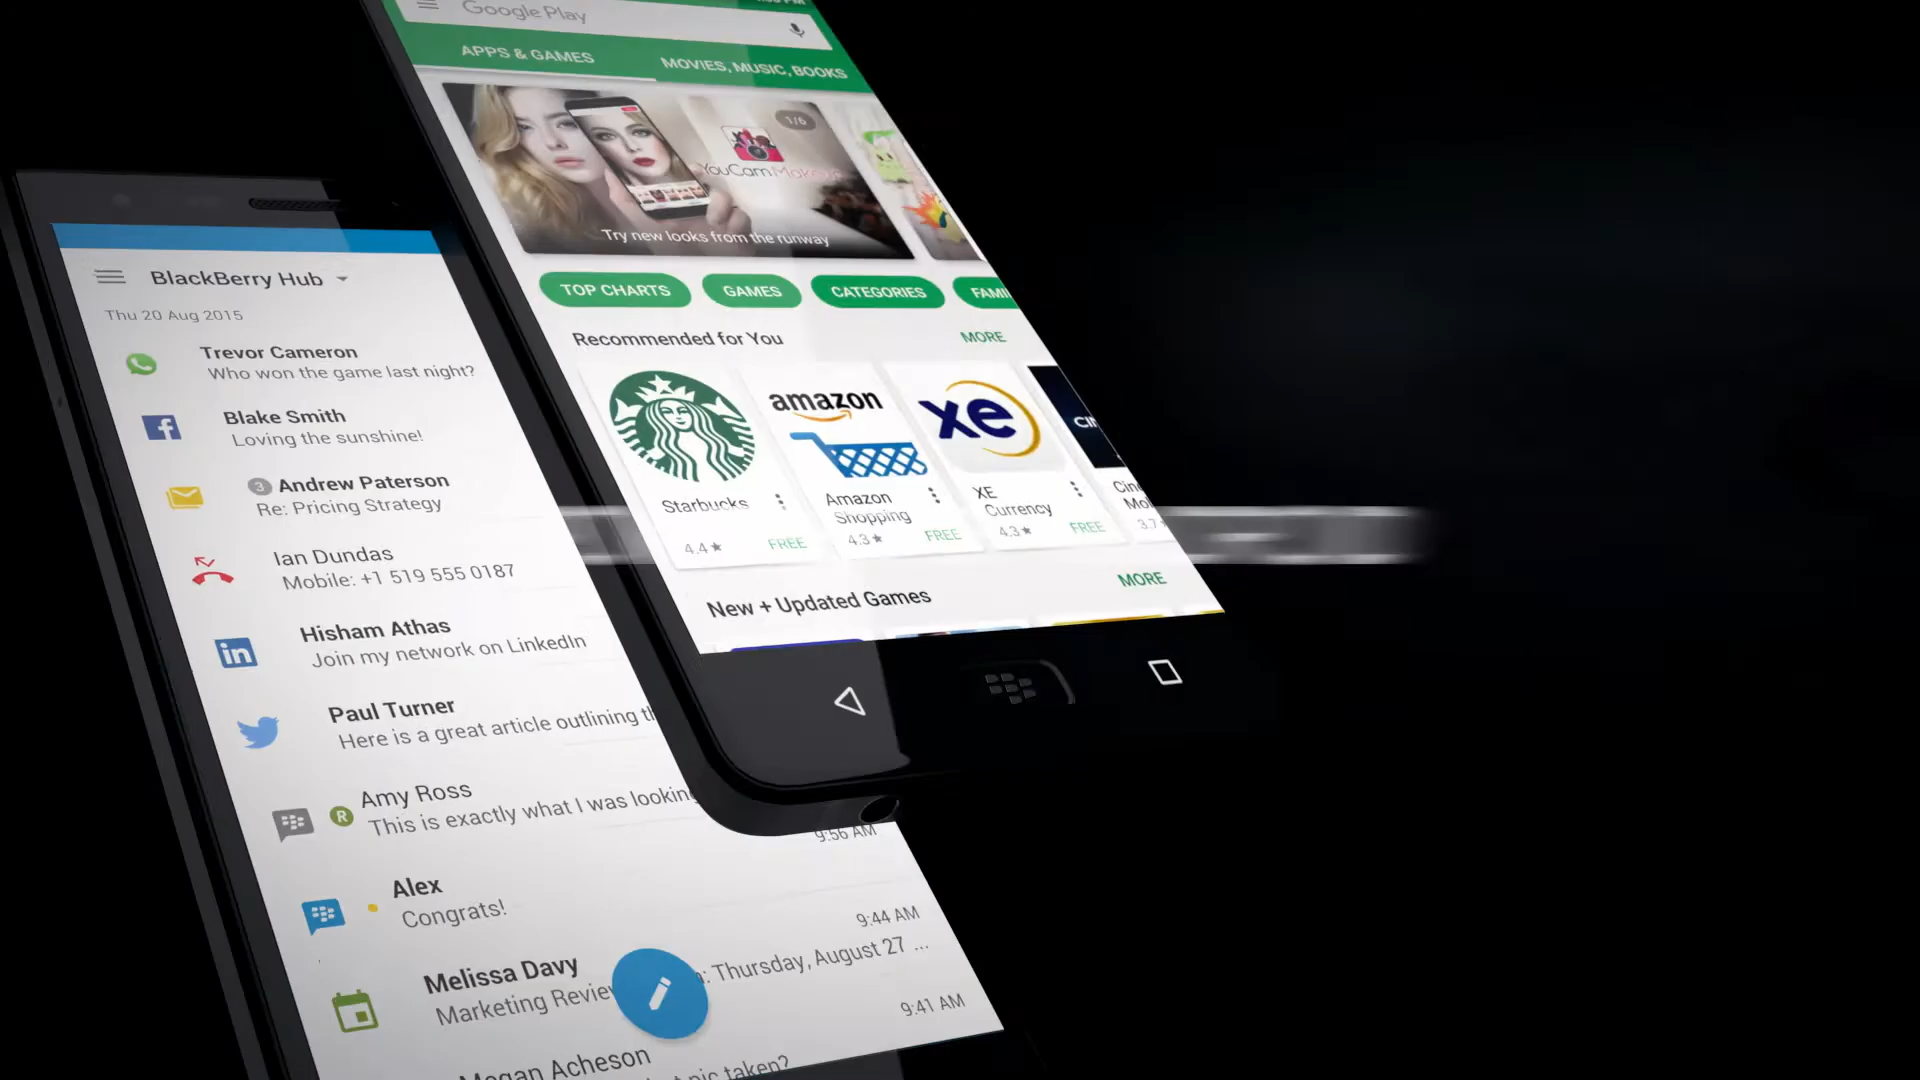 BlackBerry Hub
Thu 20 Aug 2015
Trevor Cameron
Who won the game last night?
Blake Smith
Loving the sunshine!
3 Andrew Paterson
Re: Pricing Strategy
Ian Dundas
Mobile: +1 519 555 0187
Hisham Athas
Join my network on LinkedIn
in
Paul Turner
Here is a great article outlining
Amy Ross
R
This is exactly what I was looking
9:56 AM
Alex
Congrats!
9:44 AM
Melissa Davy
Marketing Review
: Thursday, August 27 ...
9:41 AM
Megan Acheson
pic taken?
Google Play
APPS & GAMES
MOVIES, MUSIC, BOOKS
1/6
YouCam Makeup
Try new looks from the runway
TOP CHARTS
GAMES
CATEGORIES
FAMI
Recommended for You
MORE
amazon
xe
Starbucks
Amazon
Shopping
XE
Currency
4.4★ FREE
4.3★ FREE
4.3★ FREE
3.7
MORE
New + Updated Games